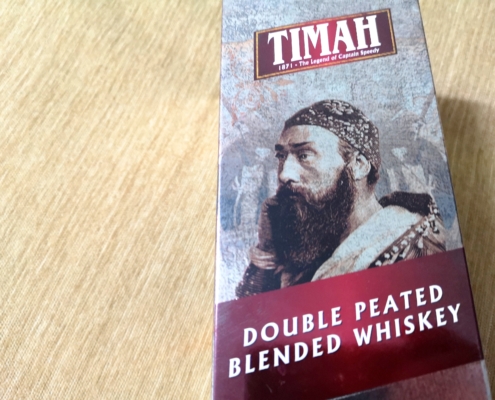 TIMAH
1871 - The Legend of Captain Speedy
DOUBLE PEATED
BLENDED WHISKEY